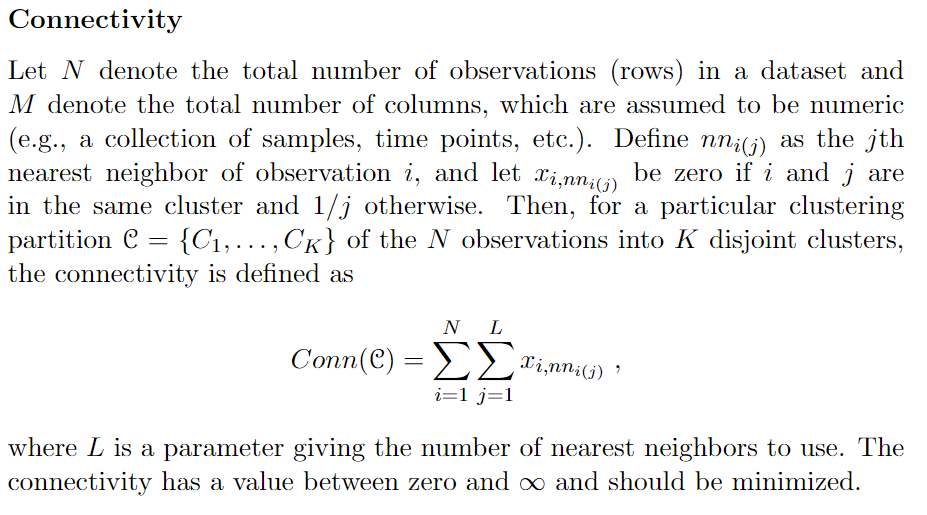 Connectivity
Let N denote the total number of observations (rows) in a dataset and
M denote the total number of columns, which are assumed to be numeric
(e.g., a collection of samples, time points, etc.). Define nn_{i(j)} as the jth
nearest neighbor of observation i, and let x_{i,nn_{i(j)}} be zero if i and j are
in the same cluster and 1/j otherwise. Then, for a particular clustering
partition 𝒞 = {C_1, . . . , C_K} of the N observations into K disjoint clusters,
the connectivity is defined as
Conn(𝒞) = \sum_{i=1}^{N} \sum_{j=1}^{L} x_{i,nn_{i(j)}} ,
where L is a parameter giving the number of nearest neighbors to use. The
connectivity has a value between zero and ∞ and should be minimized.